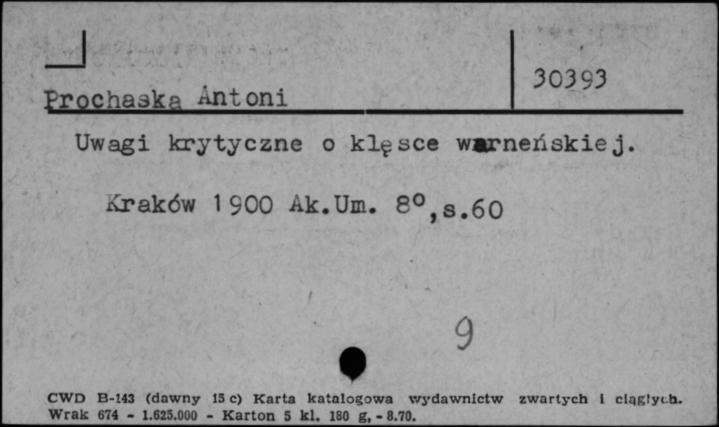 30393
Prochaska Antoni
Uwagi krytyczne o klęsce warneńskiej.
Kraków 1900 Ak.Um. 8°,s.60
9
CWD B-143 (dawny 15 c) Karta katalogowa wydawnictw zwartych i ciągłych.
Wrak 674 - 1.625.000 - Karton 5 kl. 180 g, - 8.70.